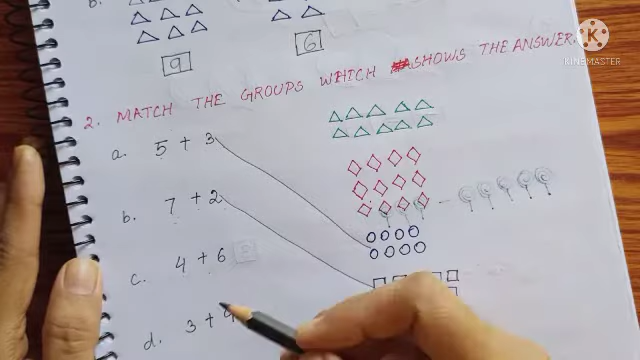 b.
9
6
KINEMASTER
2. MATCH THE GROUPS WHICH SHOWS THE ANSWER.
a. 5 + 3
b. 7 + 2
c. 4 + 6
d. 3 +